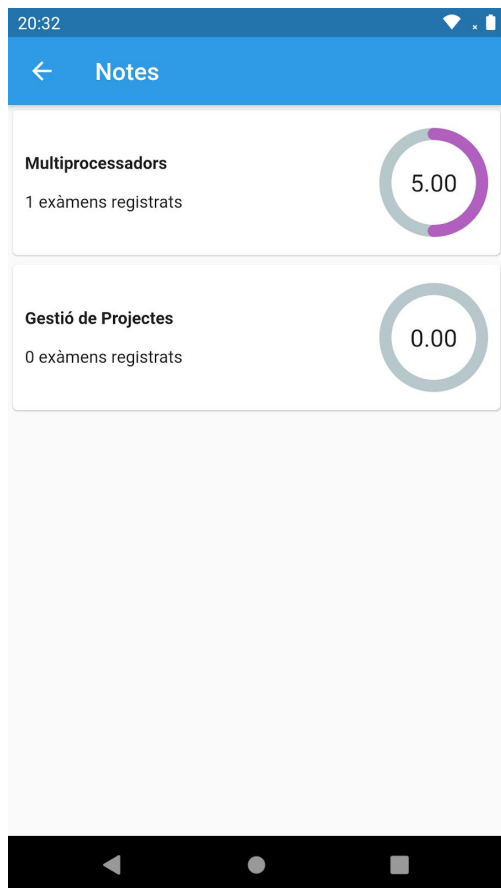 20:32
Notes
Multiprocessadors
1 exàmens registrats
5.00
Gestió de Projectes
0 exàmens registrats
0.00